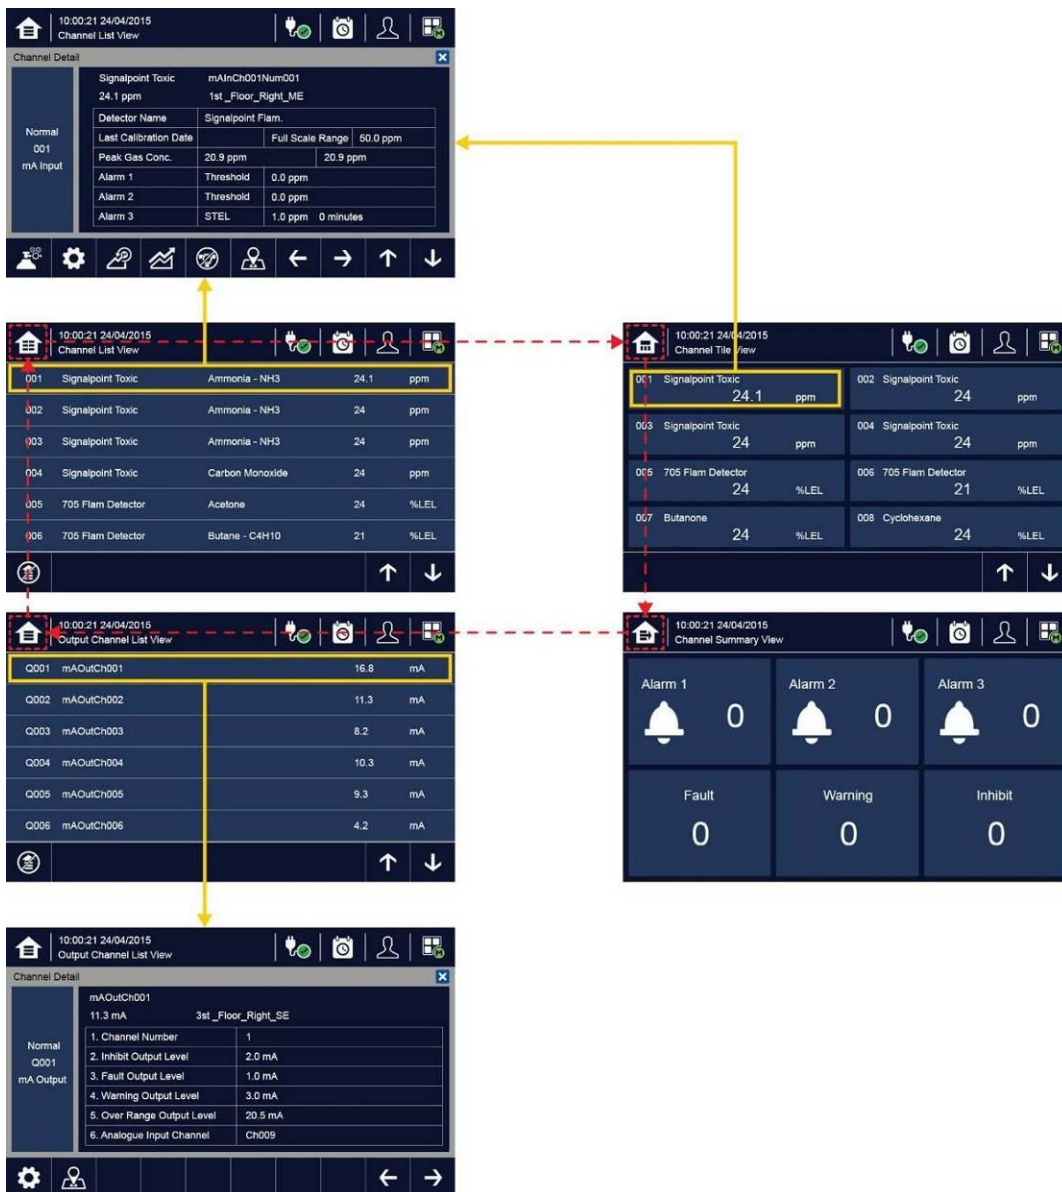 10:00:21 24/04/2015
Channel List View
Channel Detail
Normal
001
mA Input
Signalpoint Toxic mAInCh001Num001
24.1 ppm 1st _Floor_Right_ME
Detector Name Signalpoint Flam.
Last Calibration Date Full Scale Range 50.0 ppm
Peak Gas Conc. 20.9 ppm 20.9 ppm
Alarm 1 Threshold 0.0 ppm
Alarm 2 Threshold 0.0 ppm
Alarm 3 STEL 1.0 ppm 0 minutes
10:00:21 24/04/2015
Channel List View
001 Signalpoint Toxic Ammonia - NH3 24.1 ppm
002 Signalpoint Toxic Ammonia - NH3 24 ppm
003 Signalpoint Toxic Ammonia - NH3 24 ppm
004 Signalpoint Toxic Carbon Monoxide 24 ppm
005 705 Flam Detector Acetone 24 %LEL
006 705 Flam Detector Butane - C4H10 21 %LEL
10:00:21 24/04/2015
Channel Tile View
001 Signalpoint Toxic
24.1 ppm
002 Signalpoint Toxic
24 ppm
003 Signalpoint Toxic
24 ppm
004 Signalpoint Toxic
24 ppm
005 705 Flam Detector
24 %LEL
006 705 Flam Detector
21 %LEL
007 Butanone
24 %LEL
008 Cyclohexane
24 %LEL
10:00:21 24/04/2015
Output Channel List View
Q001 mAOutCh001 16.8 mA
Q002 mAOutCh002 11.3 mA
Q003 mAOutCh003 8.2 mA
Q004 mAOutCh004 10.3 mA
Q005 mAOutCh005 9.3 mA
Q006 mAOutCh006 4.2 mA
10:00:21 24/04/2015
Channel Summary View
Alarm 1
0
Alarm 2
0
Alarm 3
0
Fault
0
Warning
0
Inhibit
0
10:00:21 24/04/2015
Output Channel List View
Channel Detail
Normal
Q001
mA Output
mAOutCh001
11.3 mA 3st _Floor_Right_SE
1. Channel Number 1
2. Inhibit Output Level 2.0 mA
3. Fault Output Level 1.0 mA
4. Warning Output Level 3.0 mA
5. Over Range Output Level 20.5 mA
6. Analogue Input Channel Ch009